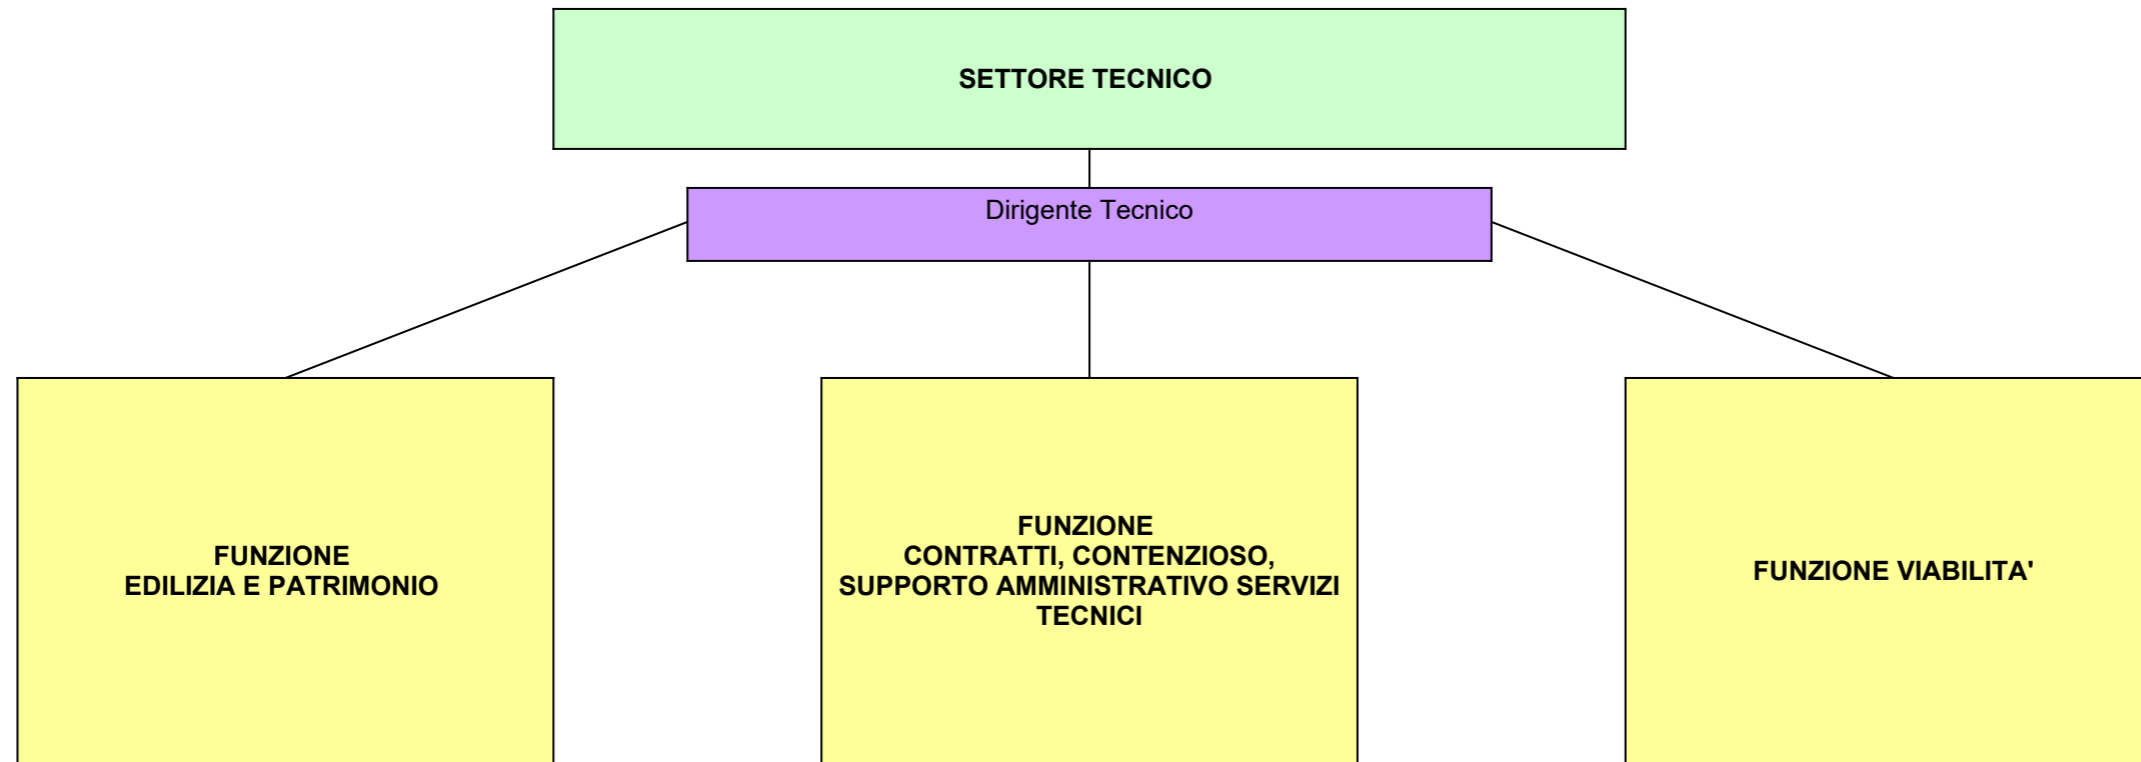 SETTORE TECNICO
Dirigente Tecnico
FUNZIONE
EDILIZIA E PATRIMONIO
FUNZIONE
CONTRATTI, CONTENZIOSO,
SUPPORTO AMMINISTRATIVO SERVIZI
TECNICI
FUNZIONE VIABILITA'